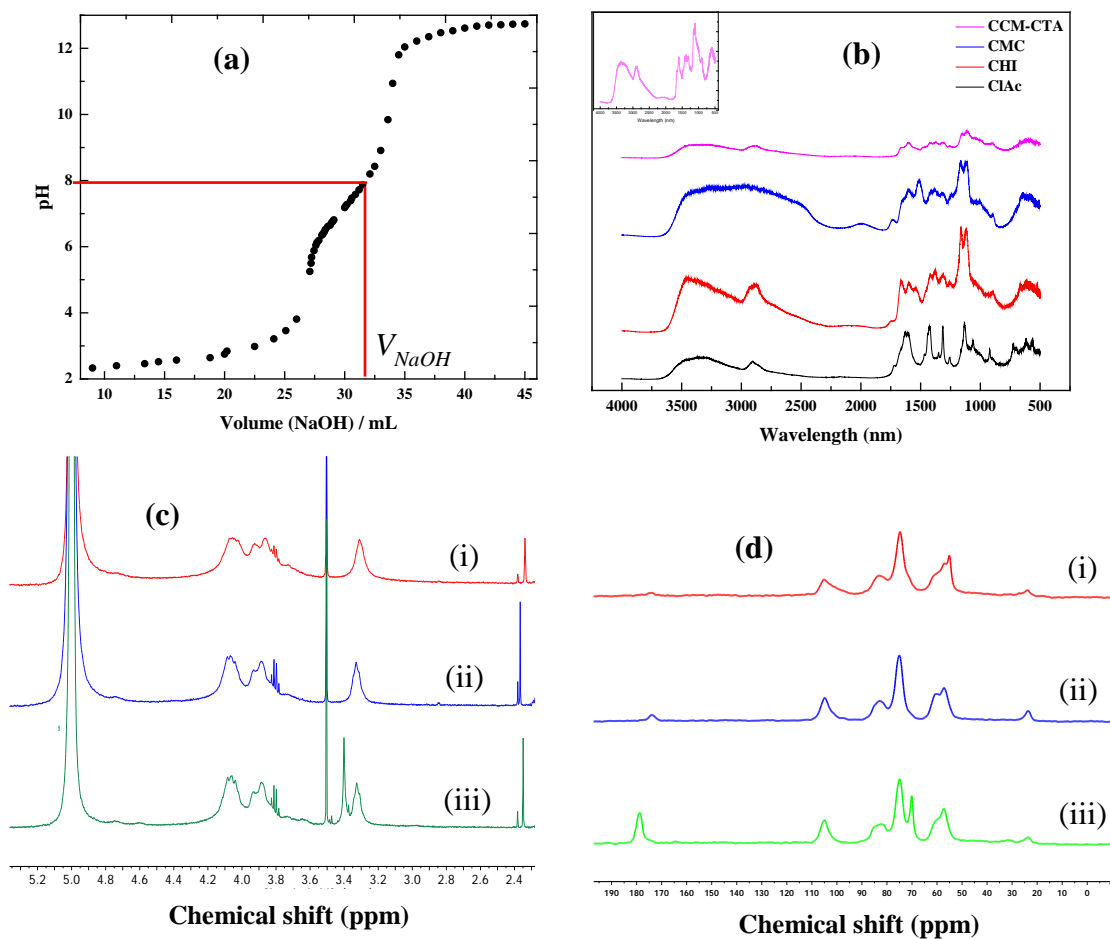 (a)
12
10
8
6
4
2
pH
V_NaOH
10 15 20 25 30 35 40 45
Volume (NaOH) / mL
(b)
CCM-CTA
CMC
CHI
ClAc
Wavelength (nm)
4000 3500 3000 2500 2000 1500 1000 500
Wavelength (nm)
(c)
(i)
(ii)
(iii)
5.2 5.0 4.8 4.6 4.4 4.2 4.0 3.8 3.6 3.4 3.2 3.0 2.8 2.6 2.4
Chemical shift (ppm)
(d)
(i)
(ii)
(iii)
190 180 170 160 150 140 130 120 110 100 90 80 70 60 50 40 30 20 10 0
Chemical shift (ppm)